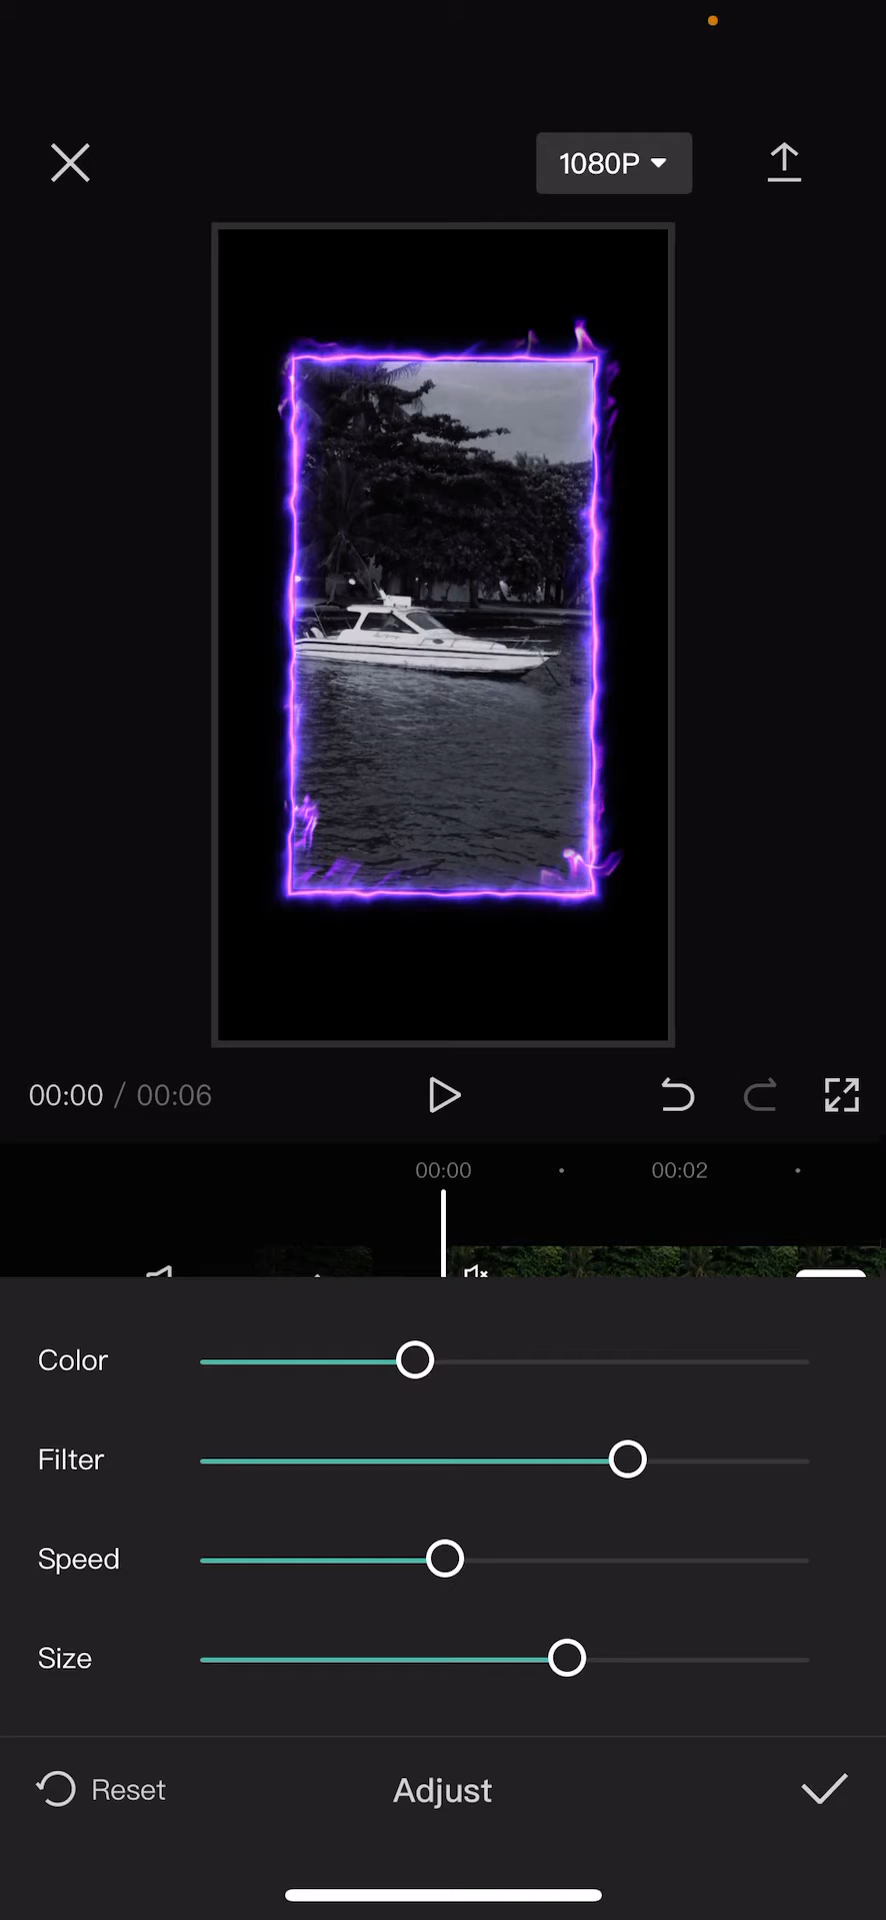 1080P
00:00 / 00:06
00:00 00:02
Color
Filter
Speed
Size
Reset Adjust